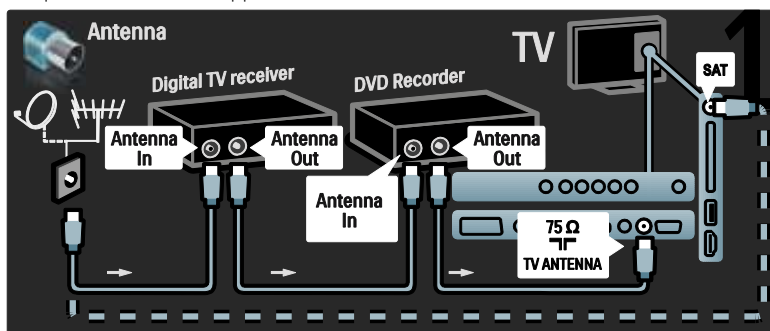 Antenna
TV
1
SAT
Digital TV receiver
DVD Recorder
Antenna
In
Antenna
Out
Antenna
Out
Antenna
In
75 Ω
TV ANTENNA